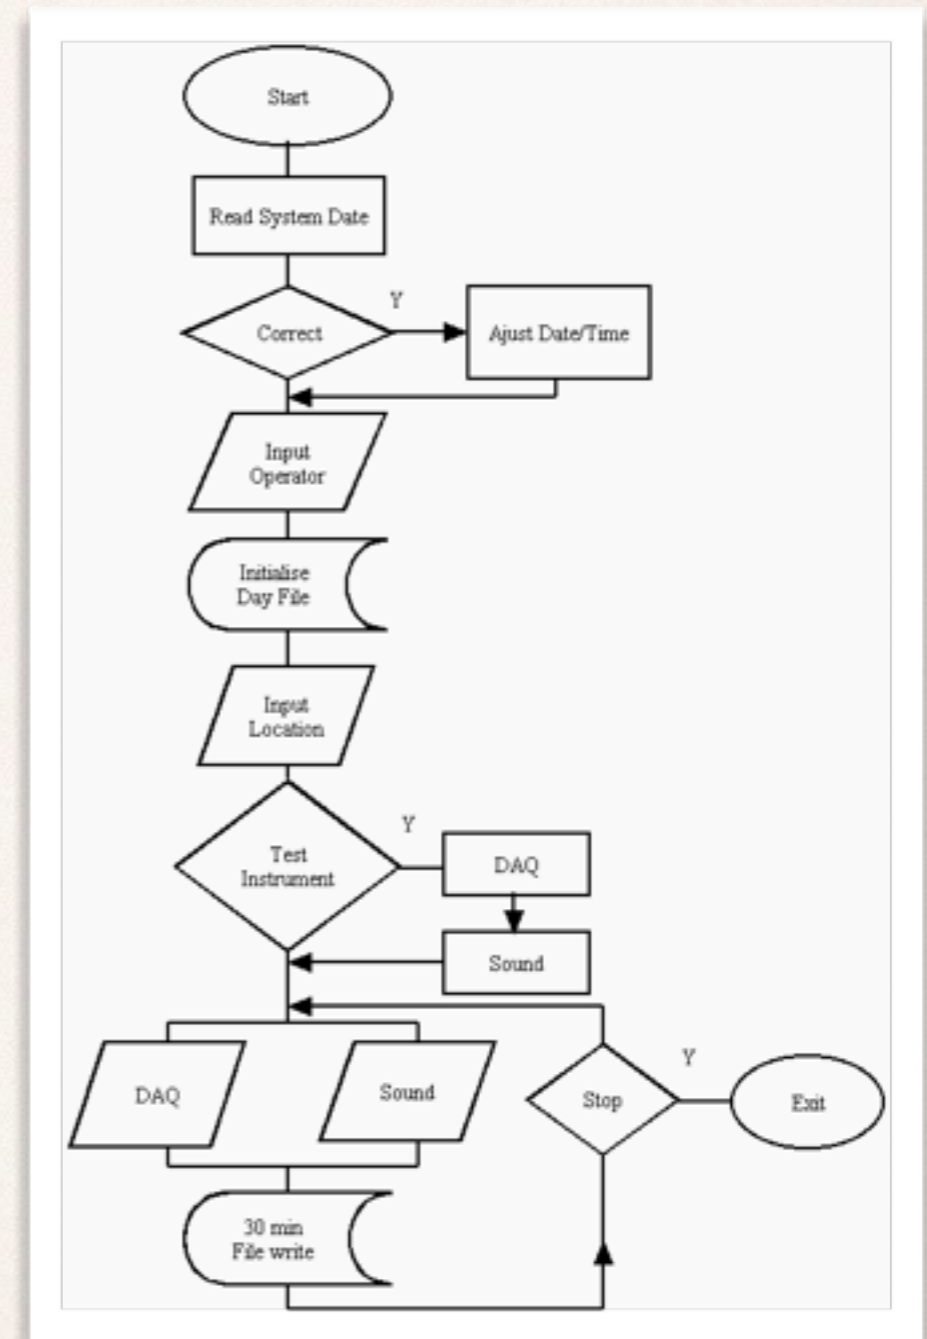 Start
Read System Date
Y
Correct
Ajust Date/Time
Input
Operator
Initialise
Day File
Input
Location
Y
Test
Instrument
DAQ
Sound
DAQ
Sound
Y
Stop
Exit
30 min
File write